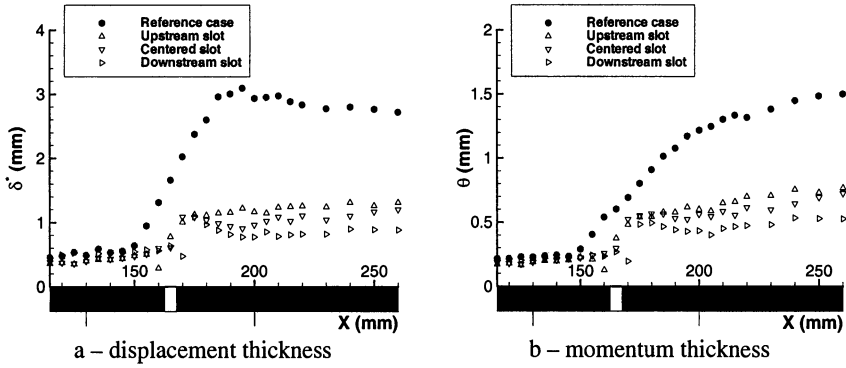 Reference case
Upstream slot
Centered slot
Downstream slot
4
3
2
1
0
δ* (mm)
150
200
250
X (mm)
a – displacement thickness
Reference case
Upstream slot
Centered slot
Downstream slot
2
1.5
1
0.5
0
θ (mm)
150
200
250
X (mm)
b – momentum thickness